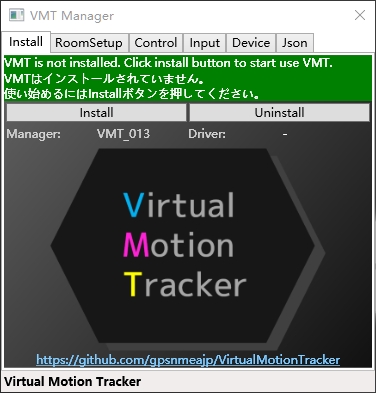 VMT Manager
Install RoomSetup Control Input Device Json
VMT is not installed. Click install button to start use VMT.
VMTはインストールされていません。
使い始めるにはInstallボタンを押してください。
Install Uninstall
Manager: VMT_013 Driver: -
Virtual
Motion
Tracker
https://github.com/gpsnmeajp/VirtualMotionTracker
Virtual Motion Tracker